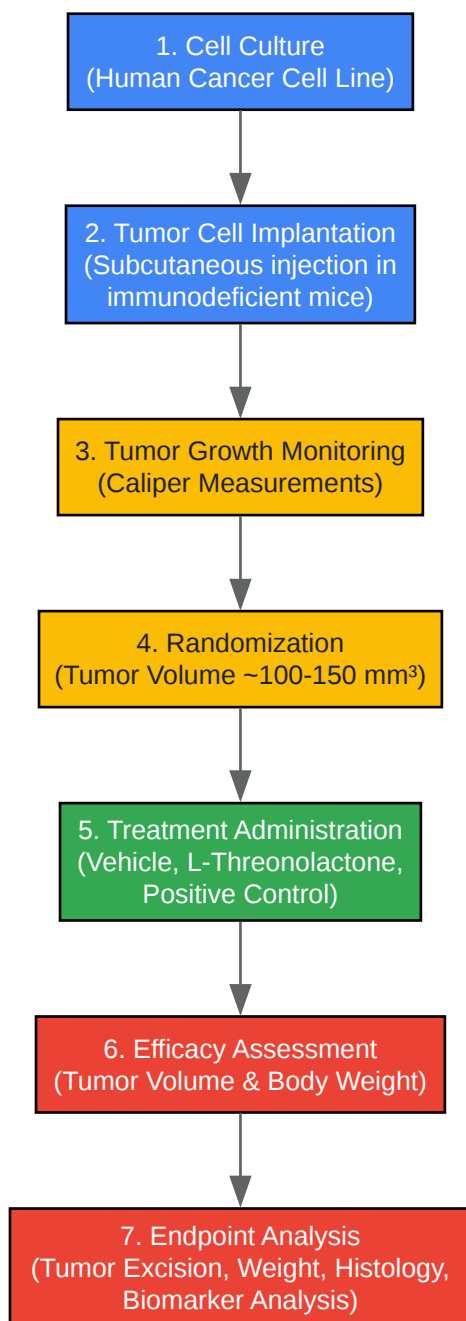 1. Cell Culture
(Human Cancer Cell Line)
2. Tumor Cell Implantation
(Subcutaneous injection in
immunodeficient mice)
3. Tumor Growth Monitoring
(Caliper Measurements)
4. Randomization
(Tumor Volume ~100-150 mm³)
5. Treatment Administration
(Vehicle, L-Threonolactone,
Positive Control)
6. Efficacy Assessment
(Tumor Volume & Body Weight)
7. Endpoint Analysis
(Tumor Excision, Weight, Histology,
Biomarker Analysis)